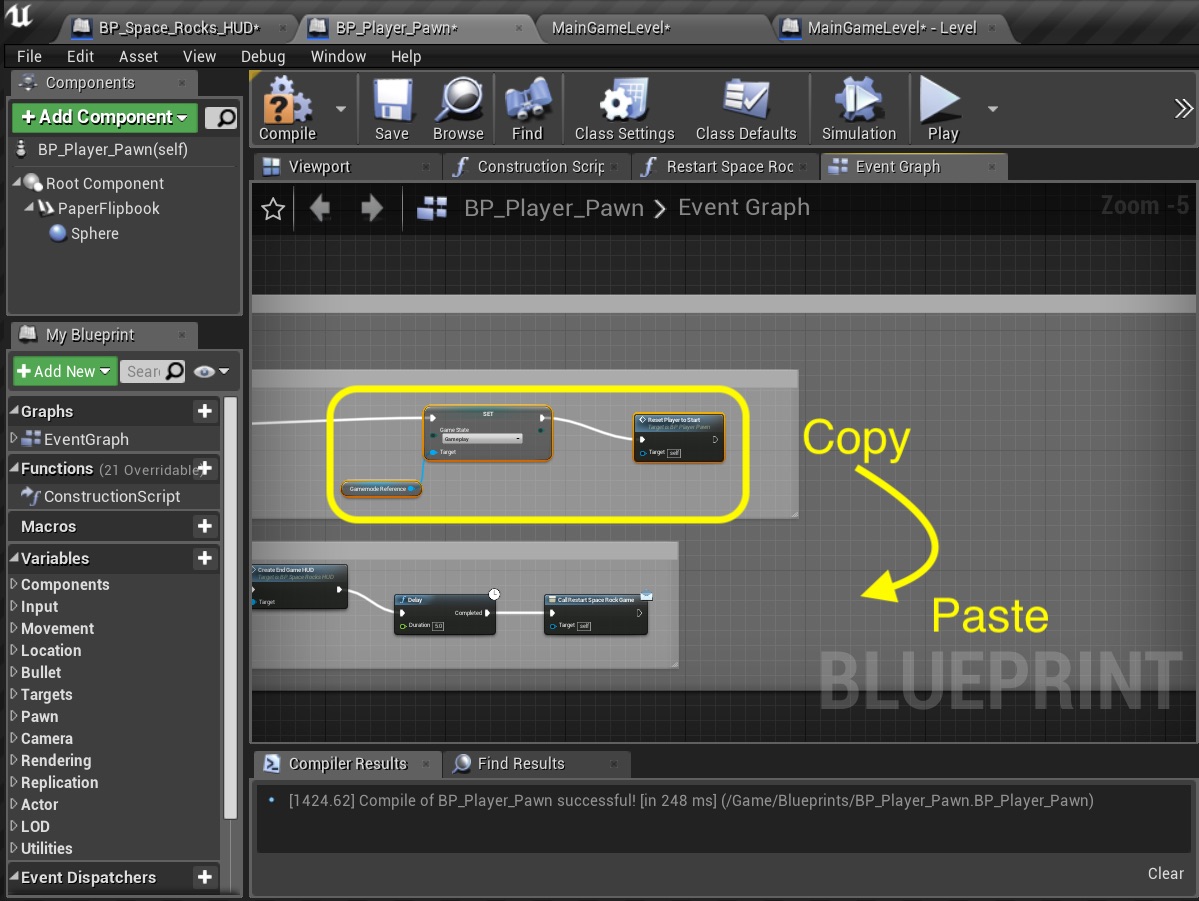 BP_Space_Rocks_HUD*
BP_Player_Pawn*
MainGameLevel*
MainGameLevel* - Level
File Edit Asset View Debug Window Help
Components
Add Component
BP_Player_Pawn(self)
Root Component
PaperFlipbook
Sphere
My Blueprint
Add New
Sear
Graphs
EventGraph
Functions (21 Overridable
ConstructionScript
Macros
Variables
Components
Input
Movement
Location
Bullet
Targets
Pawn
Camera
Rendering
Replication
Actor
LOD
Utilities
Event Dispatchers
Compile
Save
Browse
Find
Class Settings
Class Defaults
Simulation
Play
Viewport
Construction Scrip
Restart Space Roc
Event Graph
BP_Player_Pawn > Event Graph
Zoom -5
SET
Game State
Gameplay
Target
Gamemode Reference
Reset Player to Start
Target is BP Player Pawn
Target self
Copy
Paste
Create End Game HUD
Target is BP Space Rocks HUD
Target
Delay
Completed
Duration 5.0
Call Restart Space Rock Game
Target self
BLUEPRINT
Compiler Results
Find Results
[1424.62] Compile of BP_Player_Pawn successful! [in 248 ms] (/Game/Blueprints/BP_Player_Pawn.BP_Player_Pawn)
Clear